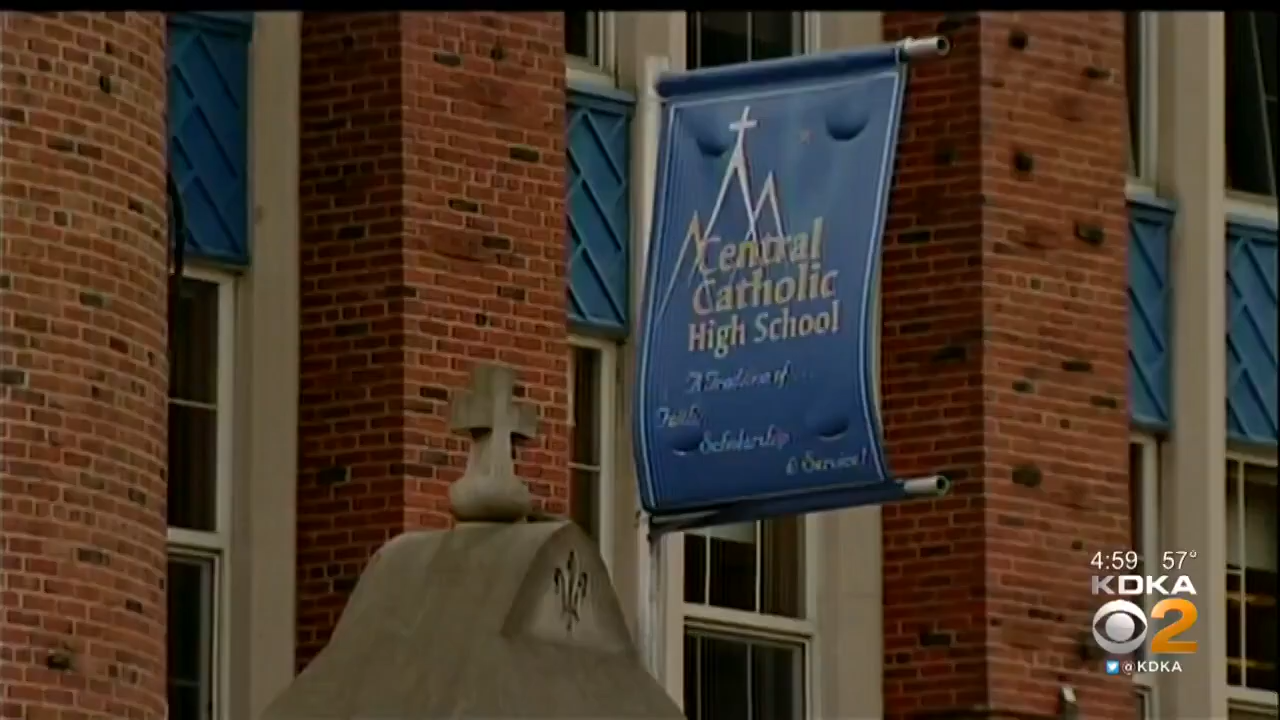 Central
Catholic
High School
A Tradition of . . .
Faith,
Scholarship
& Service!
4:59 57°
KDKA
2
@KDKA